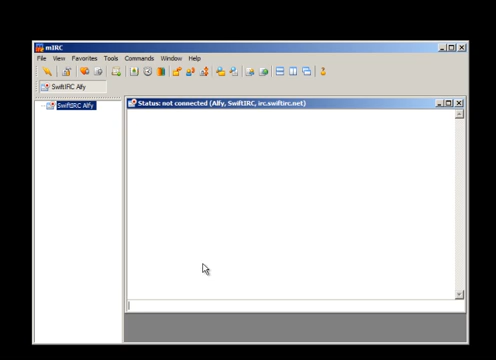 mIRC
File View Favorites Tools Commands Window Help
SwiftIRC Alfy
SwiftIRC Alfy
Status: not connected (Alfy, SwiftIRC, irc.swiftirc.net)